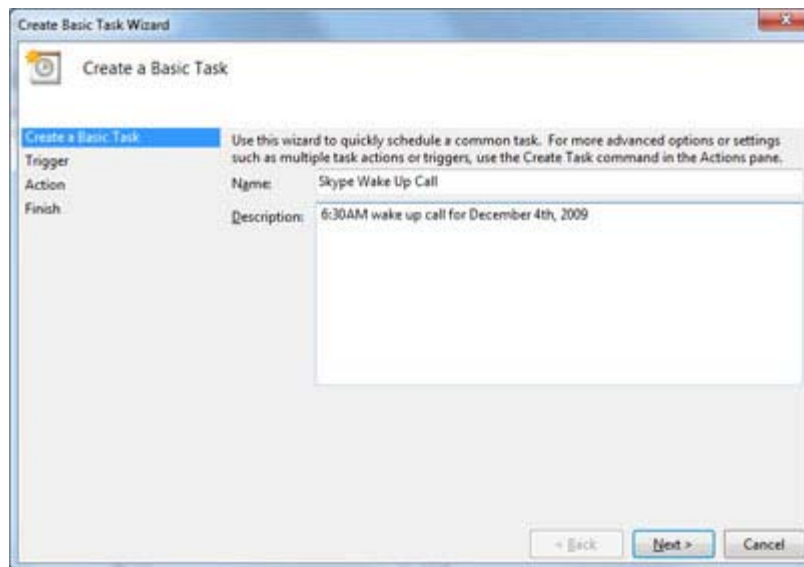 Create Basic Task Wizard
Create a Basic Task
Create a Basic Task
Trigger
Action
Finish
Use this wizard to quickly schedule a common task. For more advanced options or settings
such as multiple task actions or triggers, use the Create Task command in the Actions pane.
Name: Skype Wake Up Call
Description: 6:30AM wake up call for December 4th, 2009
< Back Next > Cancel